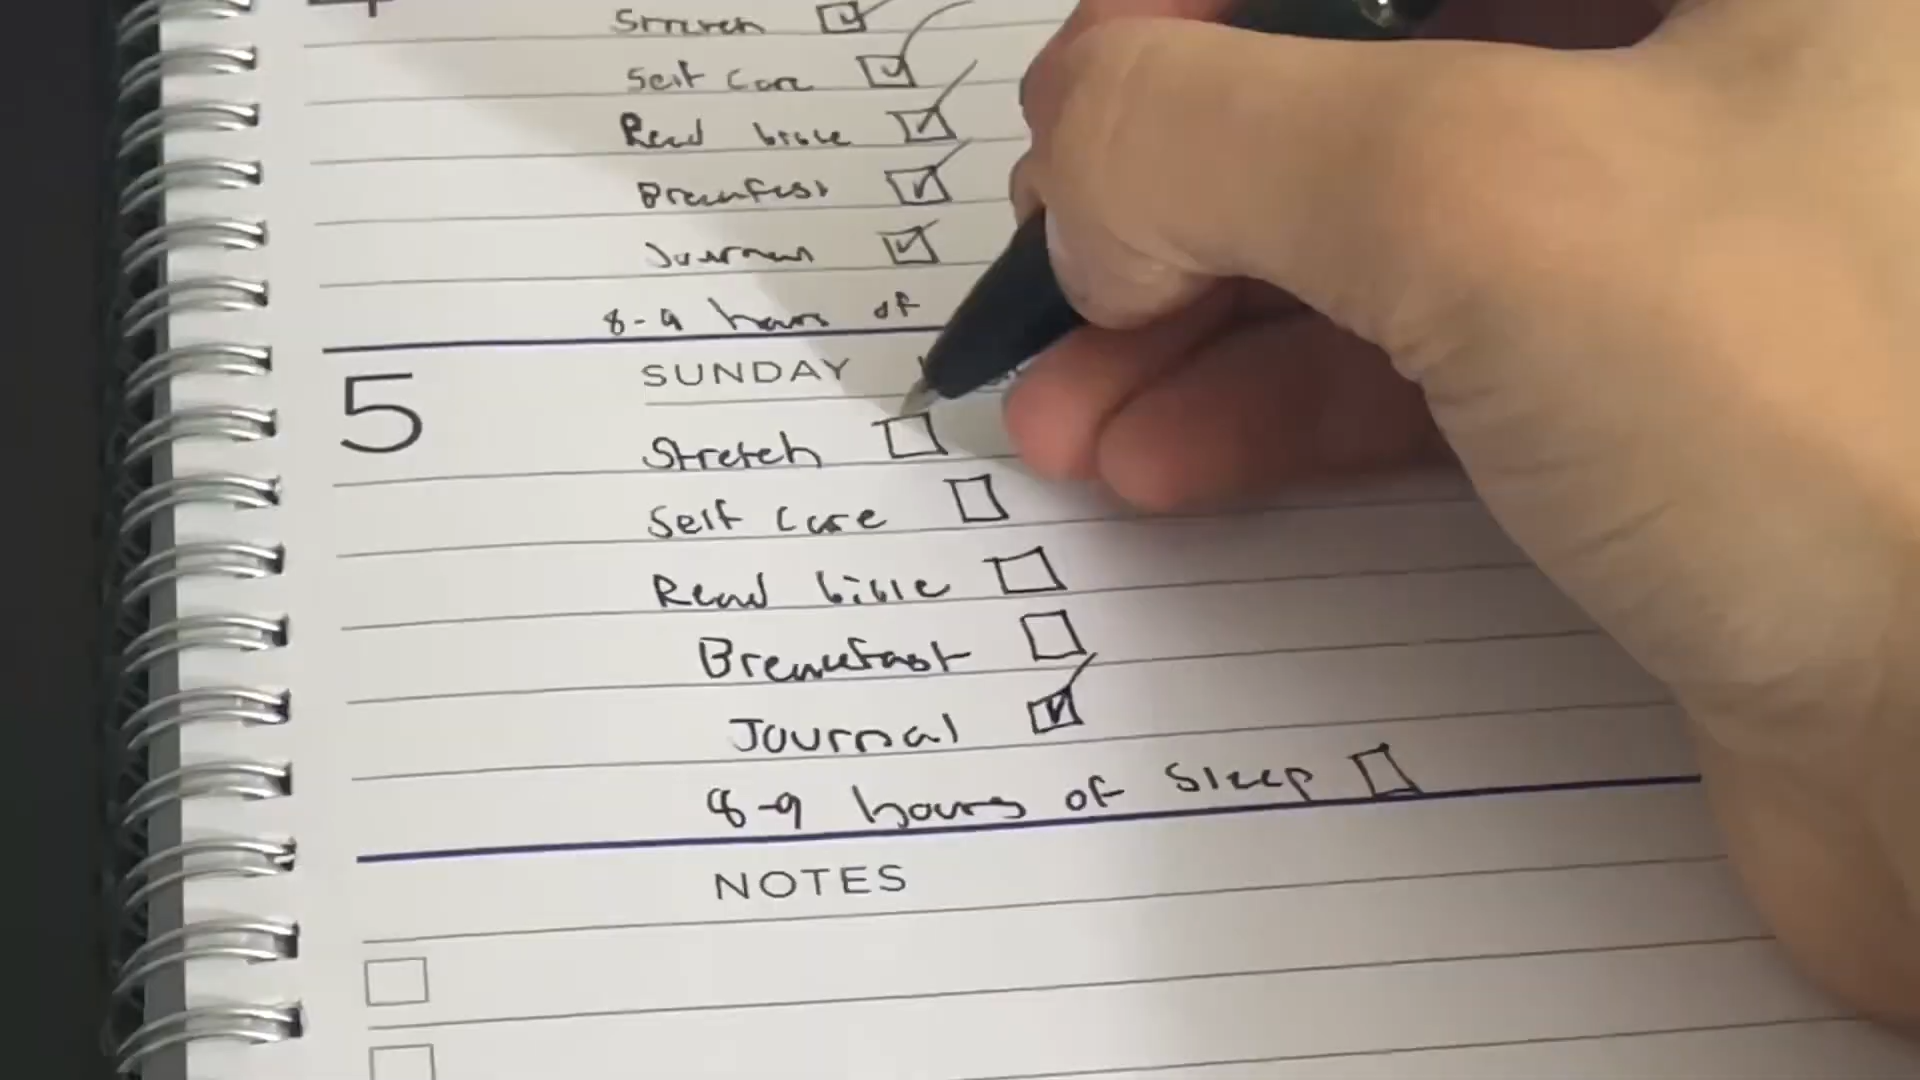 Stretch
Self Care
Read bible
Breakfast
Journal
8-9 hours of
5
SUNDAY
Stretch
Self Care
Read bible
Breakfast
Journal
8-9 hours of Sleep
NOTES